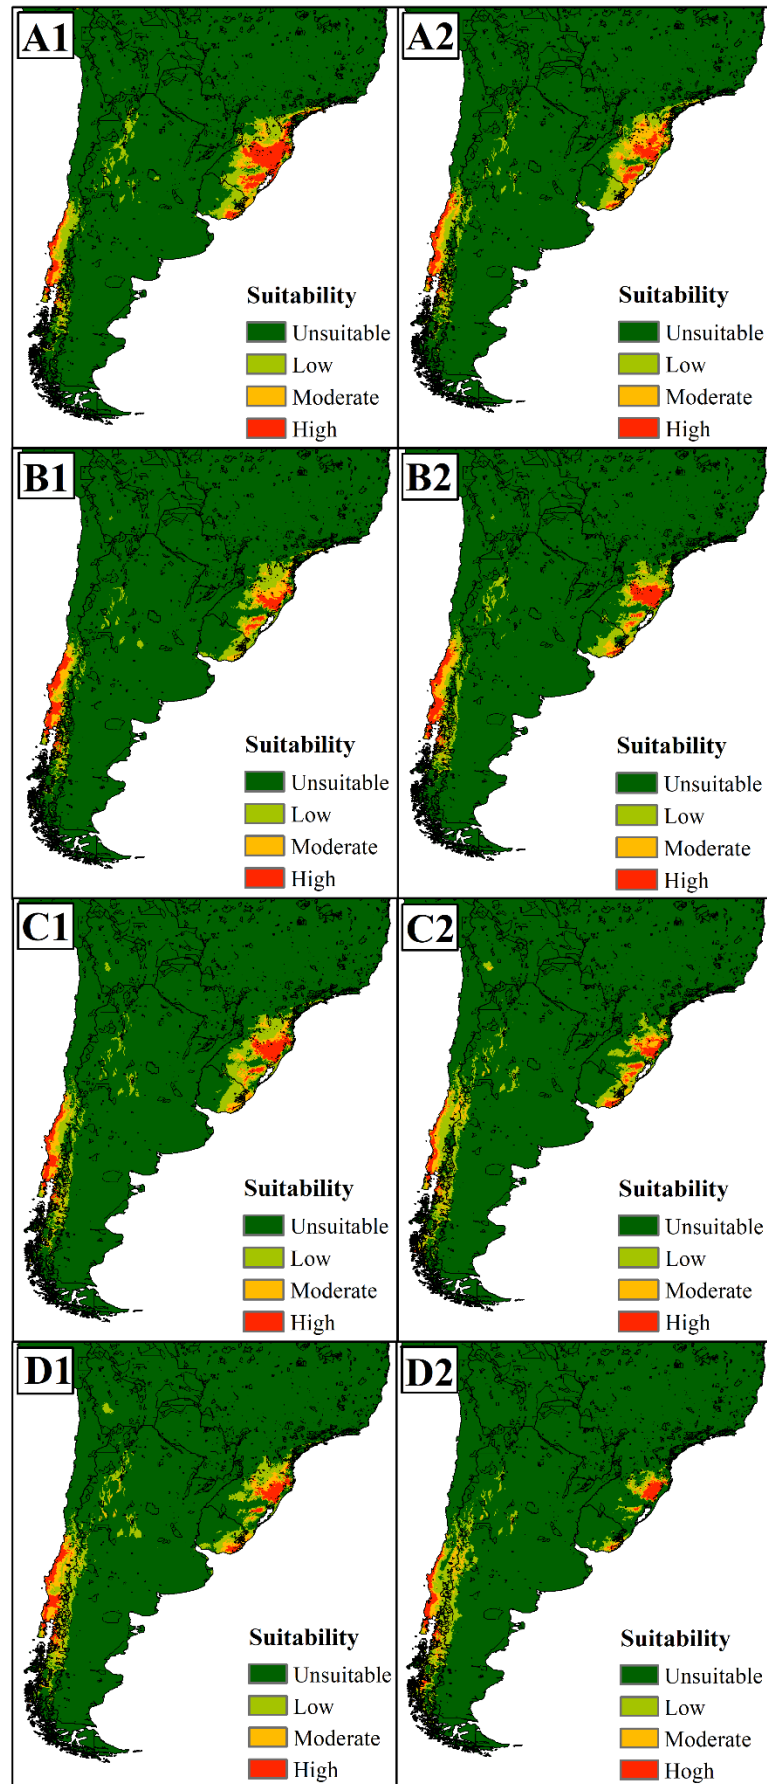 A1
Suitability
Unsuitable
Low
Moderate
High
A2
Suitability
Unsuitable
Low
Moderate
High
B1
Suitability
Unsuitable
Low
Moderate
High
B2
Suitability
Unsuitable
Low
Moderate
High
C1
Suitability
Unsuitable
Low
Moderate
High
C2
Suitability
Unsuitable
Low
Moderate
High
D1
Suitability
Unsuitable
Low
Moderate
High
D2
Suitability
Unsuitable
Low
Moderate
Hogh